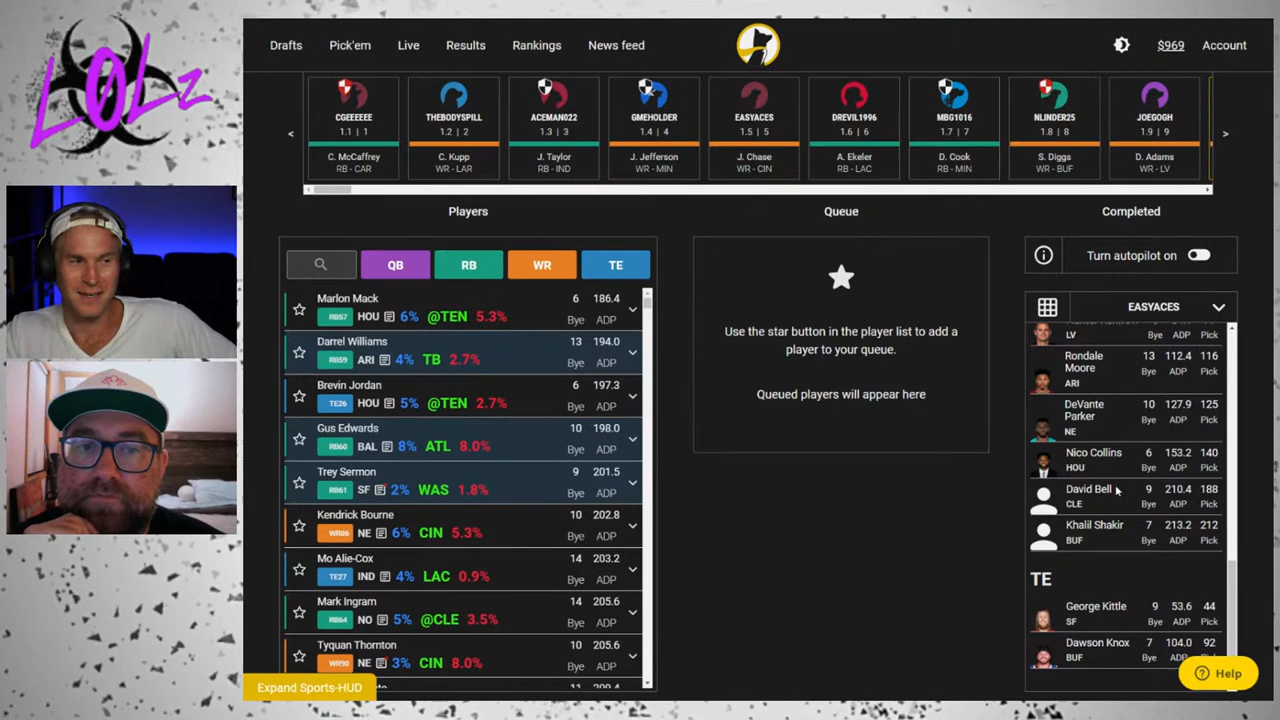 LOLz
Drafts Pick'em Live Results Rankings News feed $969 Account
CGEEEEE THEBODYSPILL ACEMAN022 GMEHOLDER EASYACES DREVIL1996 MBG1016 NLINDER25 JOEGOGH
1.1 | 1 1.2 | 2 1.3 | 3 1.4 | 4 1.5 | 5 1.6 | 6 1.7 | 7 1.8 | 8 1.9 | 9
C. McCaffrey C. Kupp J. Taylor J. Jefferson J. Chase A. Ekeler D. Cook S. Diggs D. Adams
RB - CAR WR - LAR RB - IND WR - MIN WR - CIN RB - LAC RB - MIN WR - BUF WR - LV
Players Queue Completed
QB RB WR TE
Marlon Mack 6 186.4
RB57 HOU 6% @TEN 5.3% Bye ADP
Darrel Williams 13 194.0
RB59 ARI 4% TB 2.7% Bye ADP
Brevin Jordan 6 197.3
TE26 HOU 5% @TEN 2.7% Bye ADP
Gus Edwards 10 198.0
RB60 BAL 8% ATL 8.0% Bye ADP
Trey Sermon 9 201.5
RB61 SF 2% WAS 1.8% Bye ADP
Kendrick Bourne 10 202.8
WR86 NE 6% CIN 5.3% Bye ADP
Mo Alie-Cox 14 203.2
TE27 IND 4% LAC 0.9% Bye ADP
Mark Ingram 14 205.6
RB64 NO 5% @CLE 3.5% Bye ADP
Tyquan Thornton 10 205.6
WR90 NE 3% CIN 8.0% Bye ADP
Expand Sports-HUD
Use the star button in the player list to add a
player to your queue.
Queued players will appear here
Turn autopilot on
EASYACES
LV Bye ADP Pick
Rondale Moore 13 112.4 116
ARI Bye ADP Pick
DeVante Parker 10 127.9 125
NE Bye ADP Pick
Nico Collins 6 153.2 140
HOU Bye ADP Pick
David Bell 9 210.4 188
CLE Bye ADP Pick
Khalil Shakir 7 213.2 212
BUF Bye ADP Pick
TE
George Kittle 9 53.6 44
SF Bye ADP Pick
Dawson Knox 7 104.0 92
BUF Bye
Help